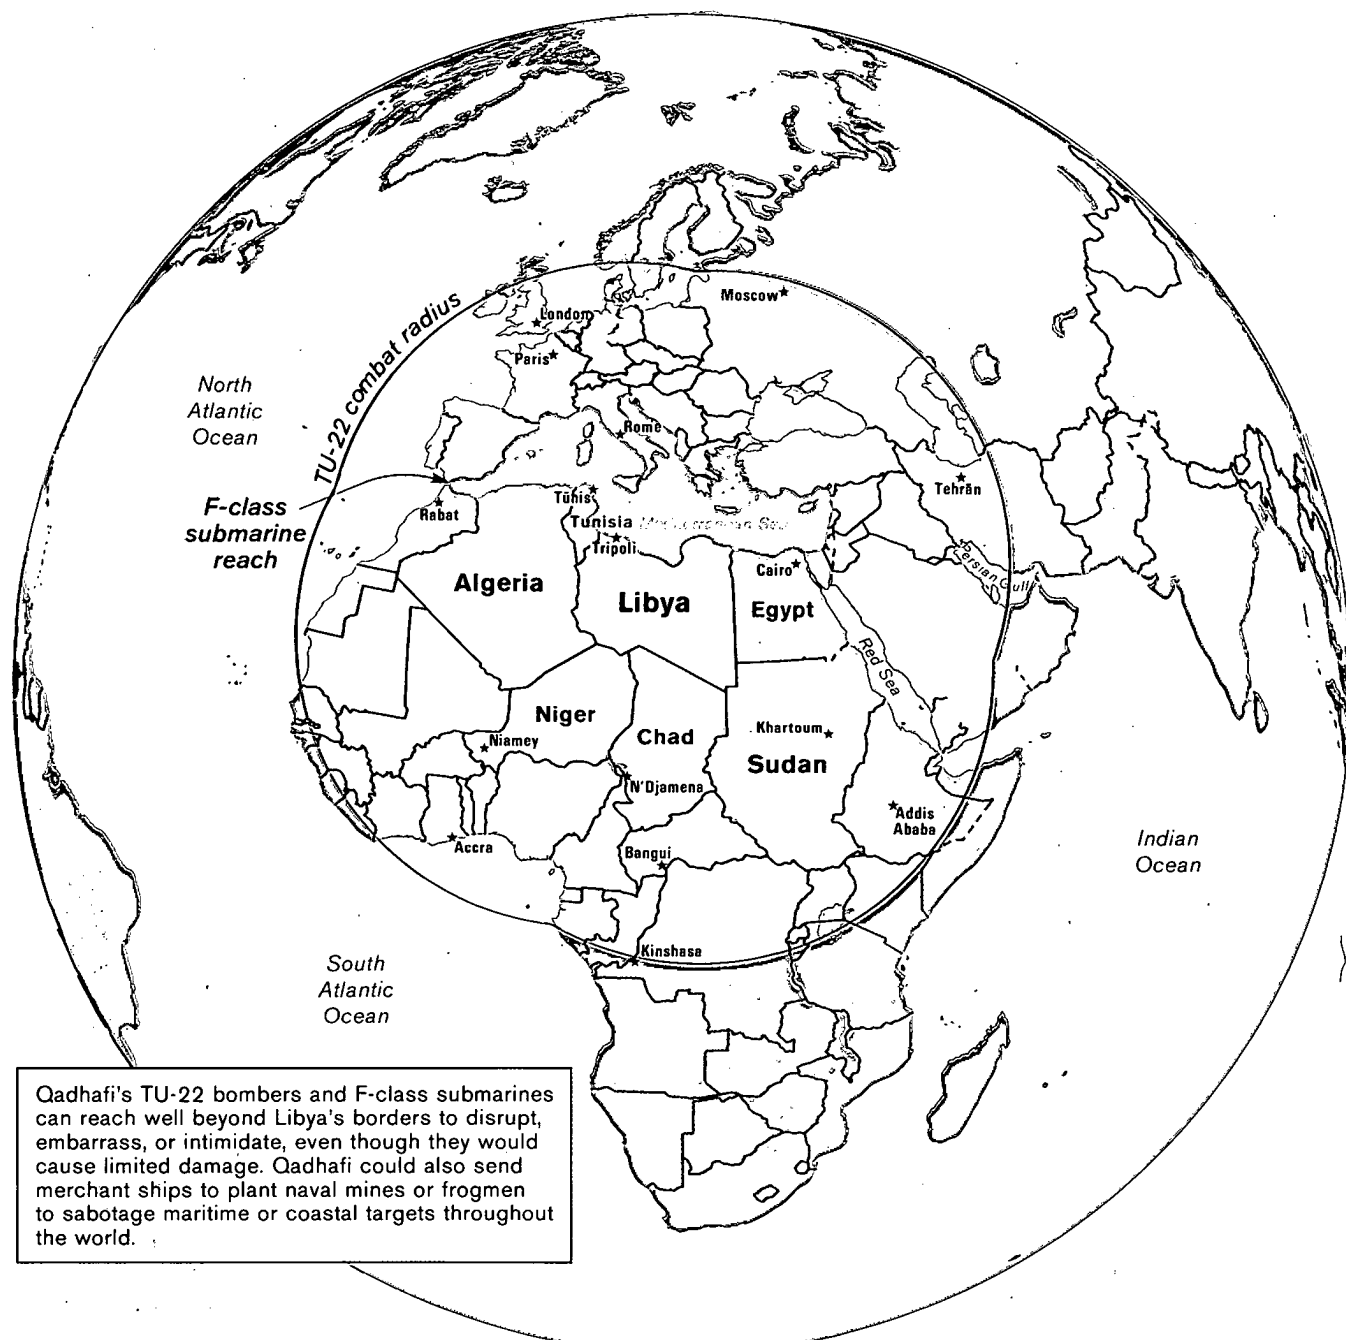 Moscow
London
Paris
TU-22 combat radius
North
Atlantic
Ocean
Rome
Tehrān
F-class
submarine
reach
Rabat
Tūnis
Tunisia
Mediterranean Sea
Tripoli
Cairo
Persian Gulf
Algeria
Libya
Egypt
Red Sea
Niger
Niamey
Chad
Khartoum
Sudan
N'Djamena
Addis
Ababa
Accra
Bangui
Indian
Ocean
Kinshasa
South
Atlantic
Ocean
Qadhafi's TU-22 bombers and F-class submarines
can reach well beyond Libya's borders to disrupt,
embarrass, or intimidate, even though they would
cause limited damage. Qadhafi could also send
merchant ships to plant naval mines or frogmen
to sabotage maritime or coastal targets throughout
the world.